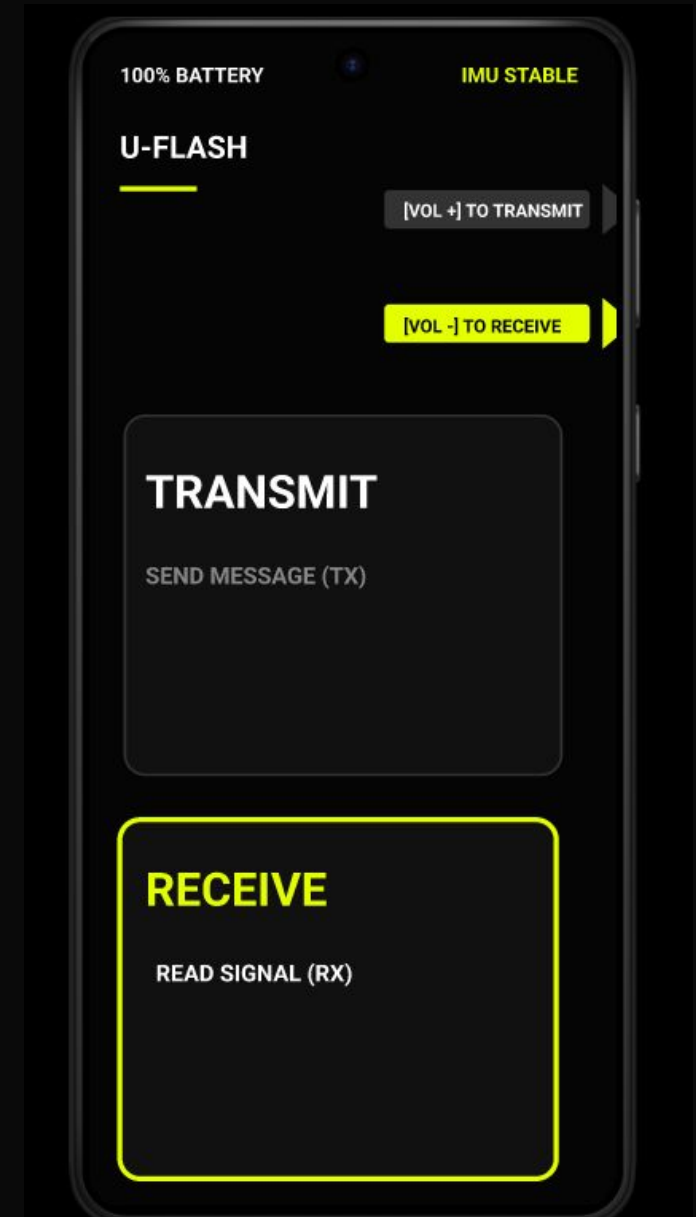 100% BATTERY
IMU STABLE
U-FLASH
[VOL +] TO TRANSMIT
[VOL -] TO RECEIVE
TRANSMIT
SEND MESSAGE (TX)
RECEIVE
READ SIGNAL (RX)